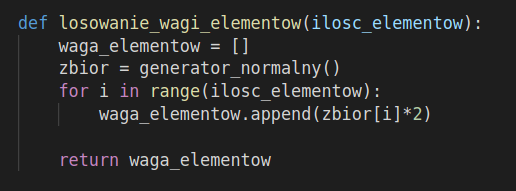 def losowanie_wagi_elementow(ilosc_elementow):
    waga_elementow = []
    zbior = generator_normalny()
    for i in range(ilosc_elementow):
        waga_elementow.append(zbior[i]*2)

    return waga_elementow